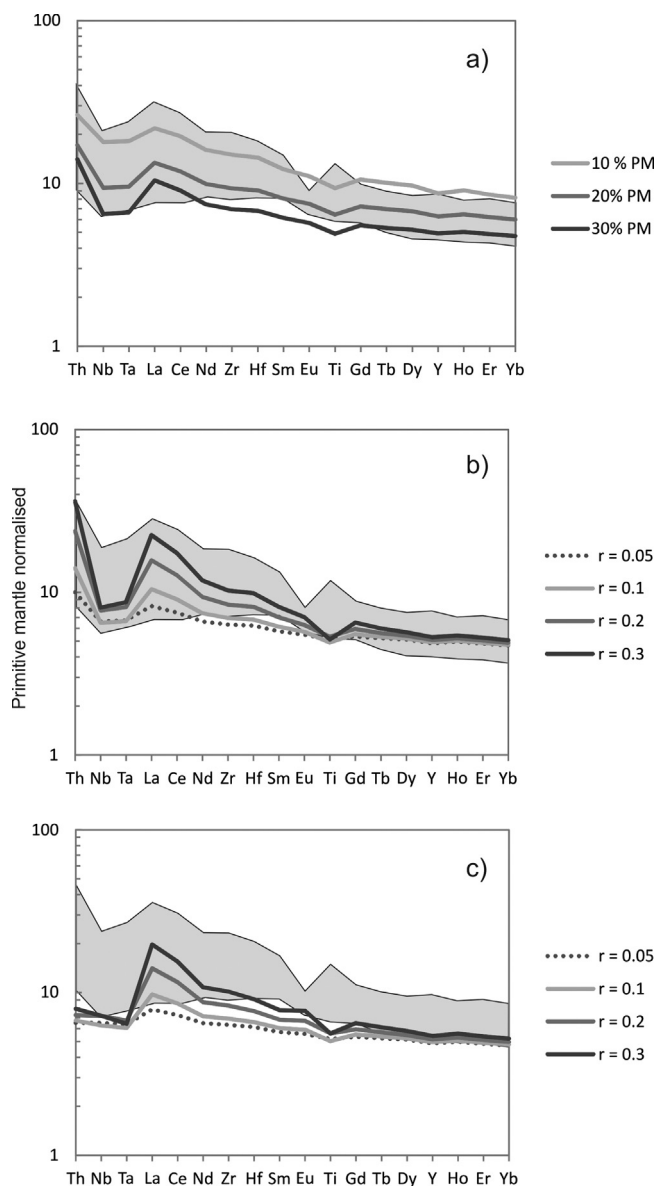 100
a)
10 % PM
10
20% PM
30% PM
1
Th Nb Ta La Ce Nd Zr Hf Sm Eu Ti Gd Tb Dy Y Ho Er Yb
Primitive mantle normalised
100
b)
r = 0.05
10
r = 0.1
r = 0.2
r = 0.3
1
Th Nb Ta La Ce Nd Zr Hf Sm Eu Ti Gd Tb Dy Y Ho Er Yb
100
c)
r = 0.05
10
r = 0.1
r = 0.2
r = 0.3
1
Th Nb Ta La Ce Nd Zr Hf Sm Eu Ti Gd Tb Dy Y Ho Er Yb